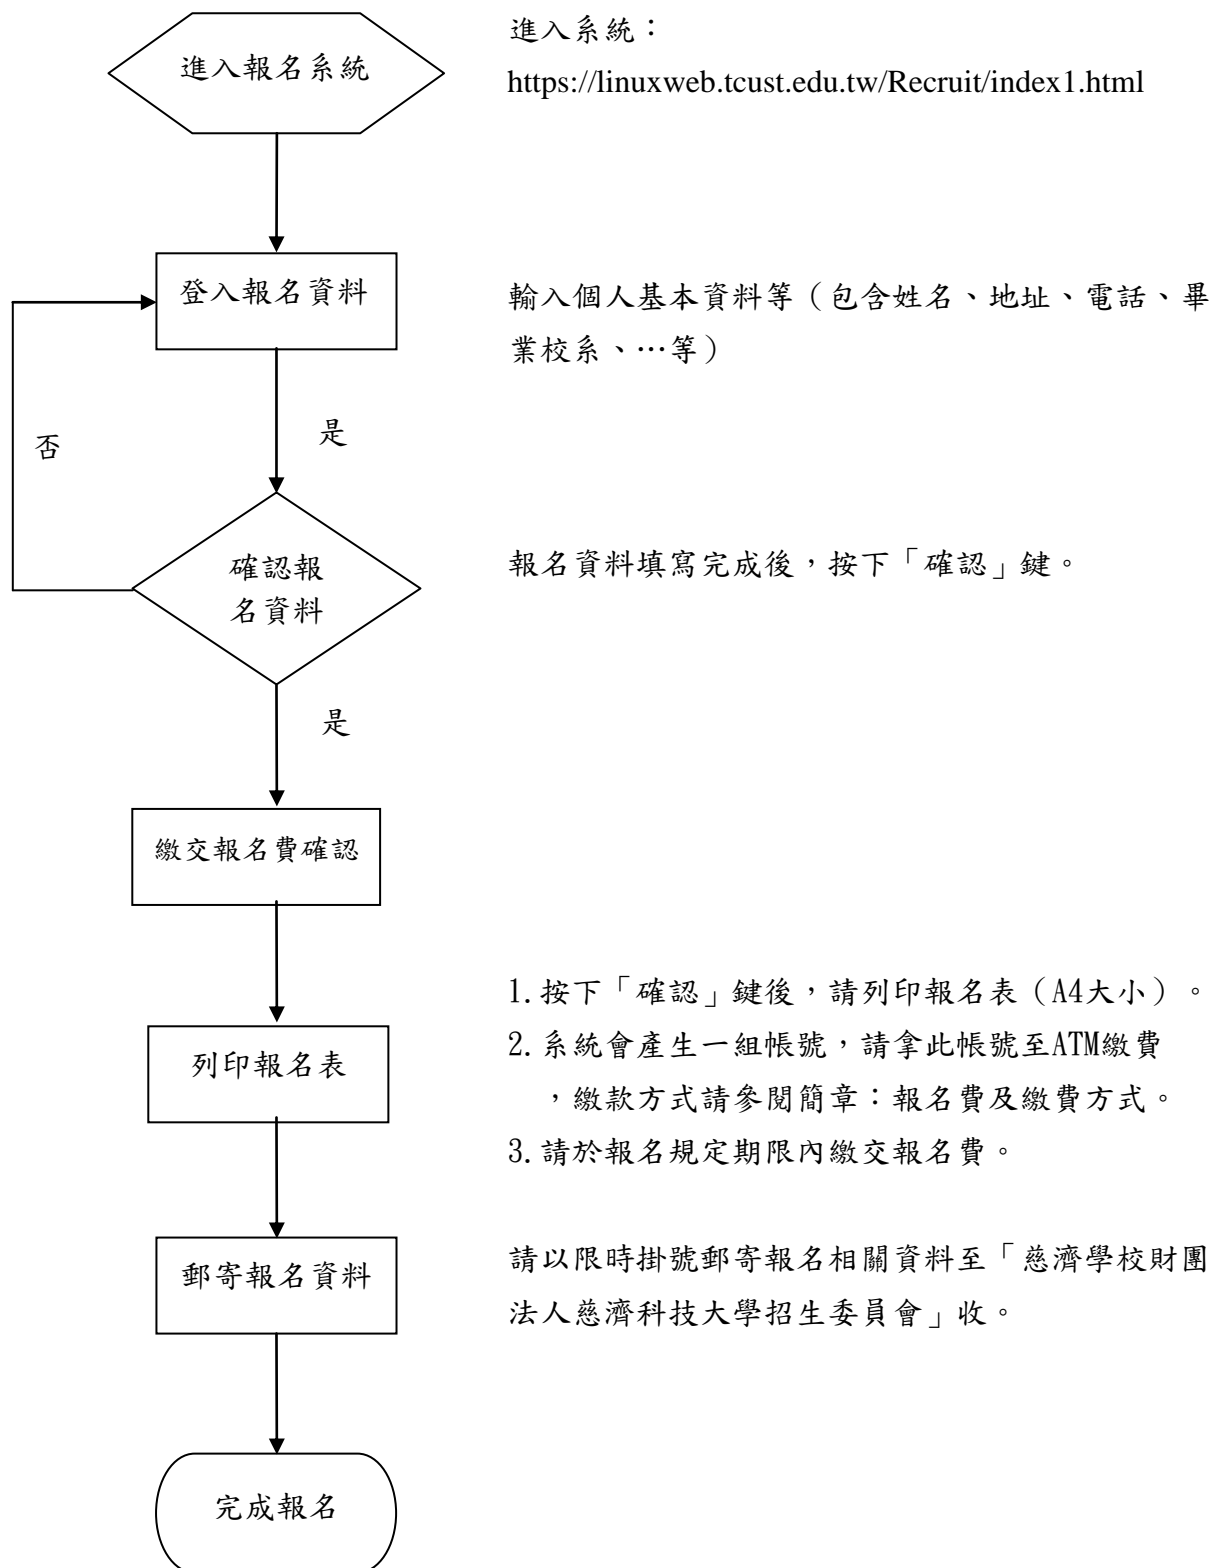 進入報名系統
進入系統：
https://linuxweb.tcust.edu.tw/Recruit/index1.html
登入報名資料
輸入個人基本資料等（包含姓名、地址、電話、畢
業校系、…等）
否
是
確認報
名資料
報名資料填寫完成後，按下「確認」鍵。
是
繳交報名費確認
列印報名表
1.按下「確認」鍵後，請列印報名表（A4大小）。
2.系統會產生一組帳號，請拿此帳號至ATM繳費
，繳款方式請參閱簡章：報名費及繳費方式。
3.請於報名規定期限內繳交報名費。
郵寄報名資料
請以限時掛號郵寄報名相關資料至「慈濟學校財團
法人慈濟科技大學招生委員會」收。
完成報名